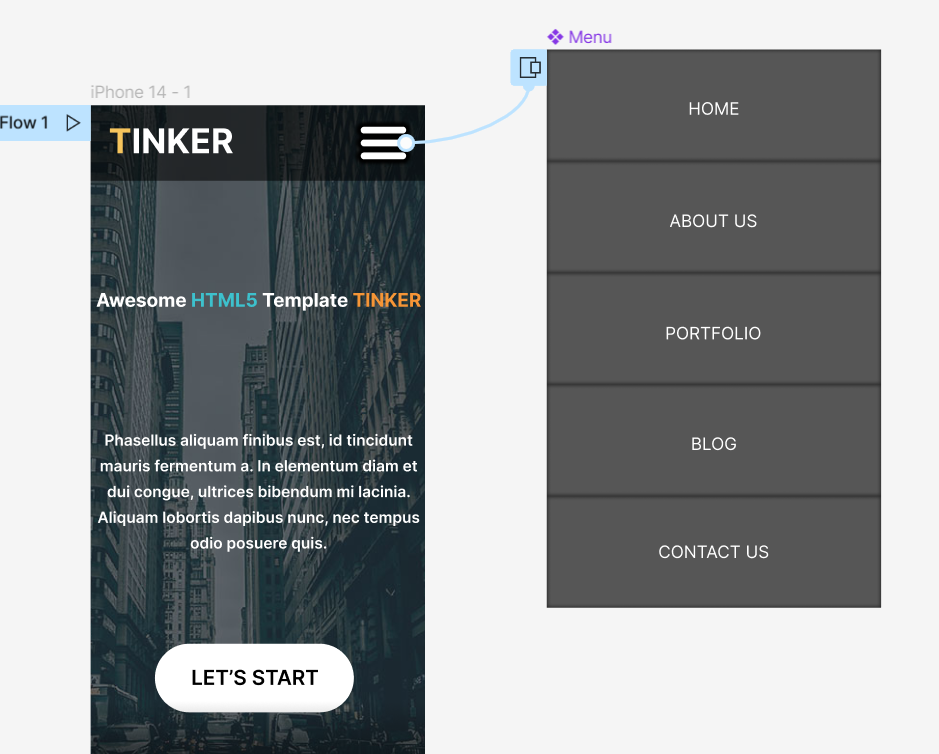 Menu
iPhone 14 - 1
Flow 1
TINKER
Awesome HTML5 Template TINKER
Phasellus aliquam finibus est, id tincidunt
mauris fermentum a. In elementum diam et
dui congue, ultrices bibendum mi lacinia.
Aliquam lobortis dapibus nunc, nec tempus
odio posuere quis.
LET’S START
HOME
ABOUT US
PORTFOLIO
BLOG
CONTACT US